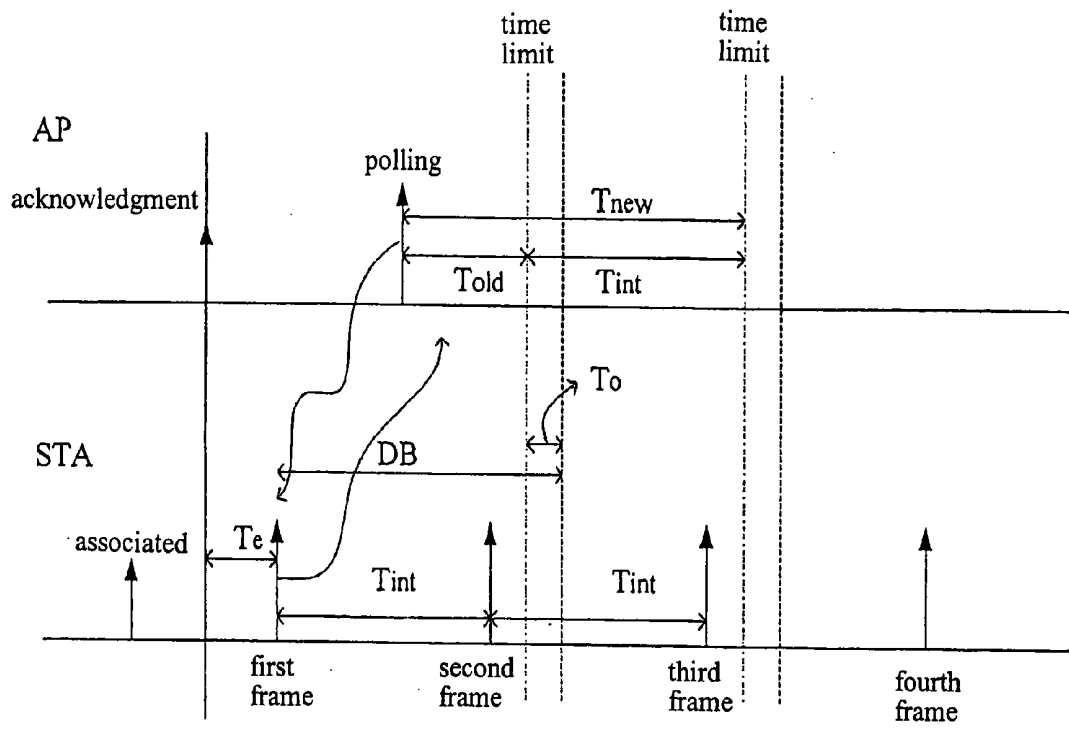 time
limit
time
limit
AP
polling
acknowledgment
Tnew
Told
Tint
To
STA
DB
associated
Te
Tint
Tint
first
frame
second
frame
third
frame
fourth
frame